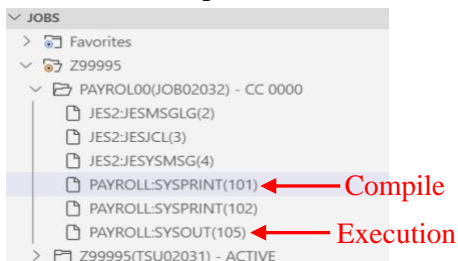 JOBS
Favorites
Z99995
PAYROL00(JOB02032) - CC 0000
JES2:JESMSGLG(2)
JES2:JESJCL(3)
JES2:JESYSMSG(4)
PAYROLL:SYSPRINT(101) Compile
PAYROLL:SYSPRINT(102)
PAYROLL:SYSOUT(105) Execution
Z99995(TSU02031) - ACTIVE